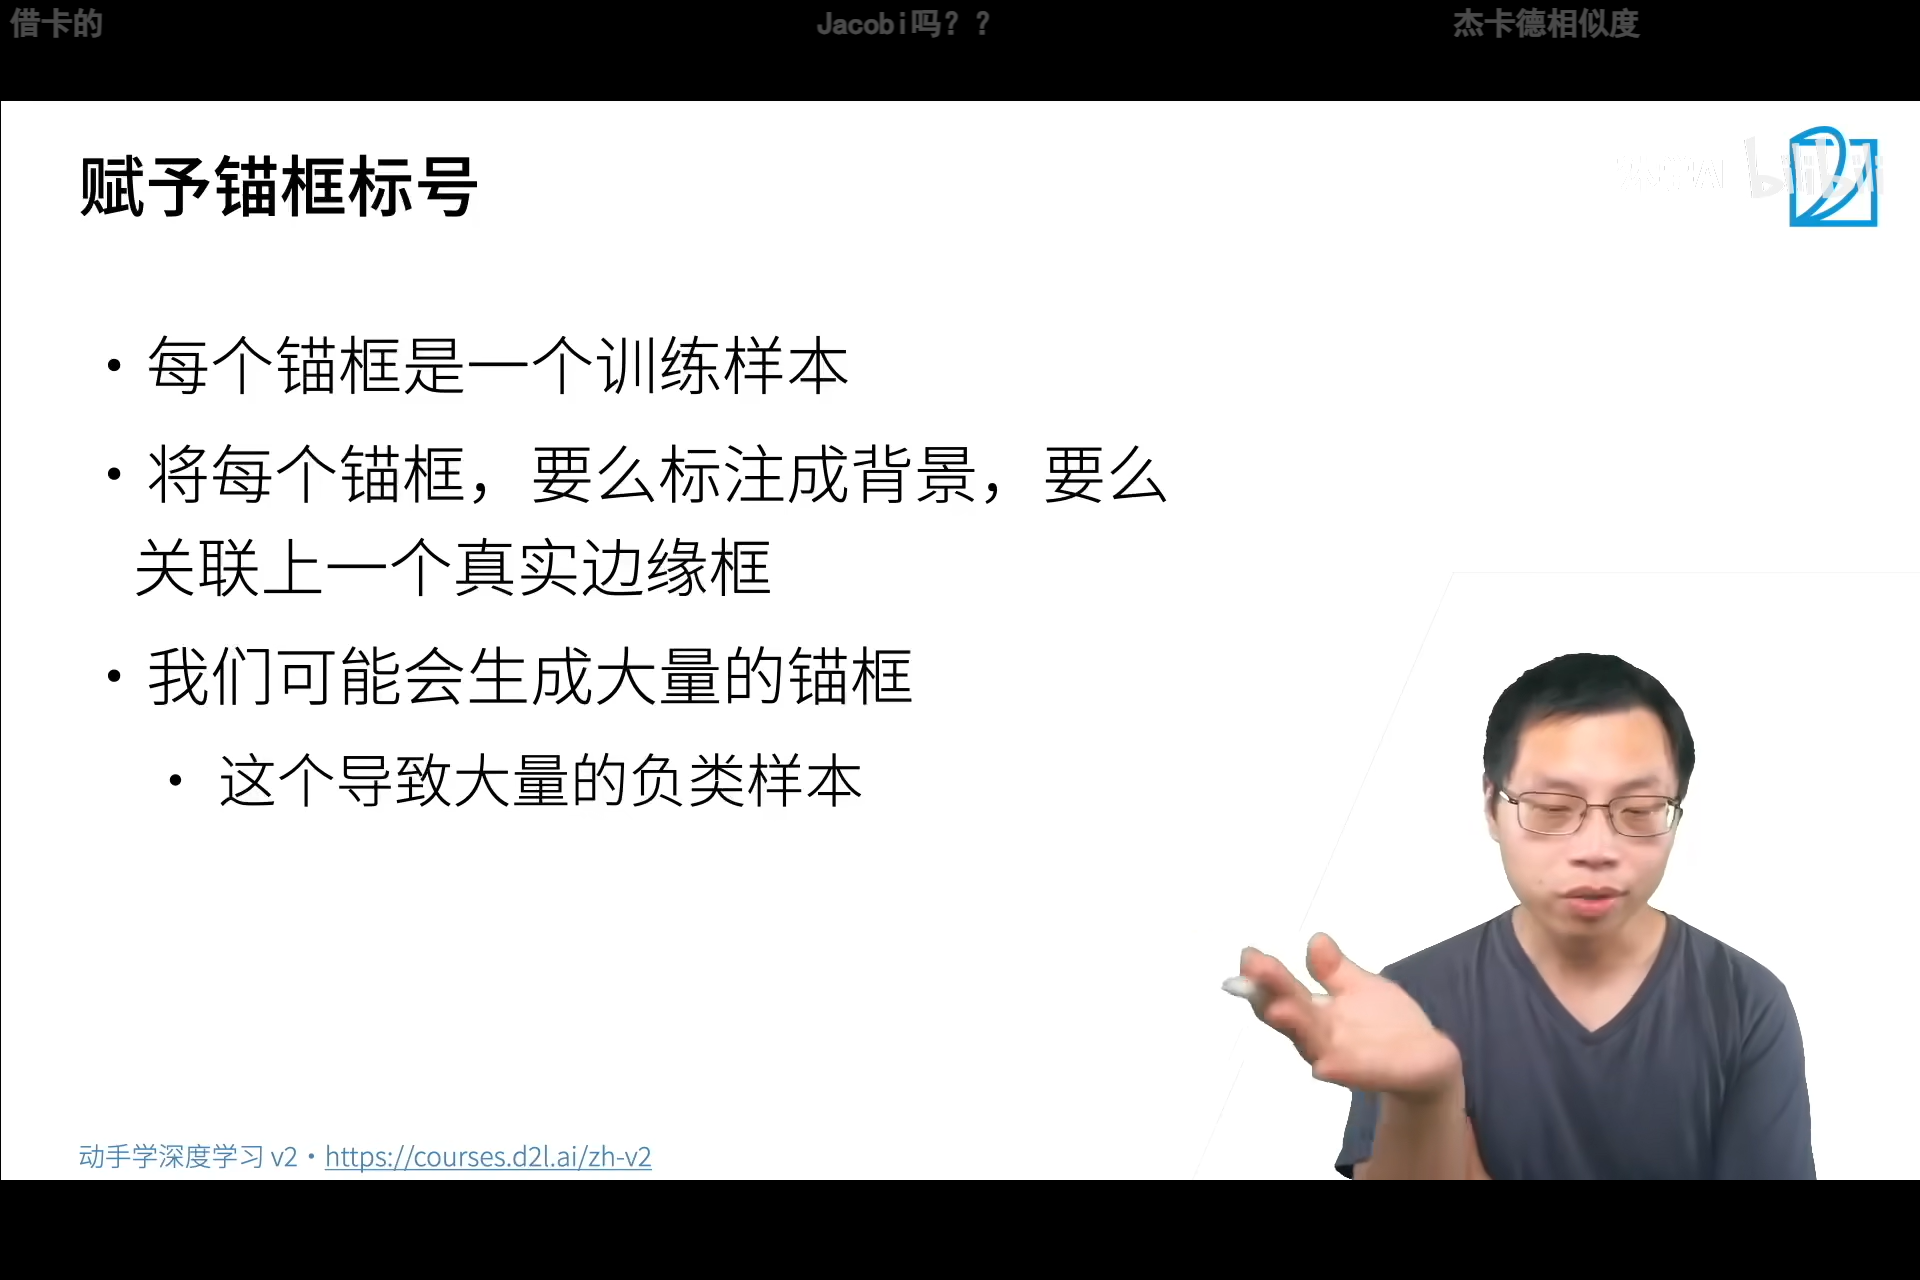 借卡的
Jacobi吗？？
杰卡德相似度
赋予锚框标号
bilibili
• 每个锚框是一个训练样本
• 将每个锚框，要么标注成背景，要么
关联上一个真实边缘框
• 我们可能会生成大量的锚框
• 这个导致大量的负类样本
动手学深度学习 v2 • https://courses.d2l.ai/zh-v2